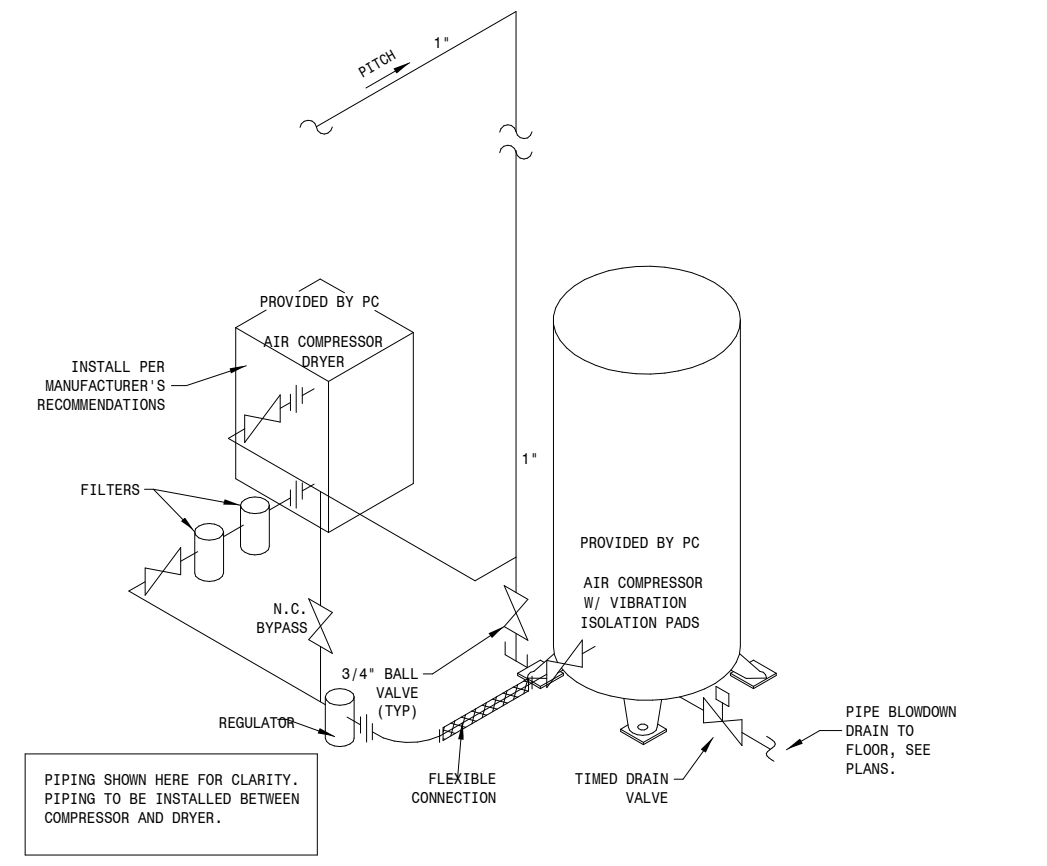 1"
PITCH
PROVIDED BY PC
AIR COMPRESSOR
DRYER
INSTALL PER
MANUFACTURER'S
RECOMMENDATIONS
1"
FILTERS
PROVIDED BY PC
AIR COMPRESSOR
W/ VIBRATION
ISOLATION PADS
N.C.
BYPASS
3/4" BALL
VALVE
(TYP)
REGULATOR
PIPE BLOWDOWN
DRAIN TO
FLOOR, SEE
PLANS.
FLEXIBLE
CONNECTION
TIMED DRAIN
VALVE
PIPING SHOWN HERE FOR CLARITY.
PIPING TO BE INSTALLED BETWEEN
COMPRESSOR AND DRYER.